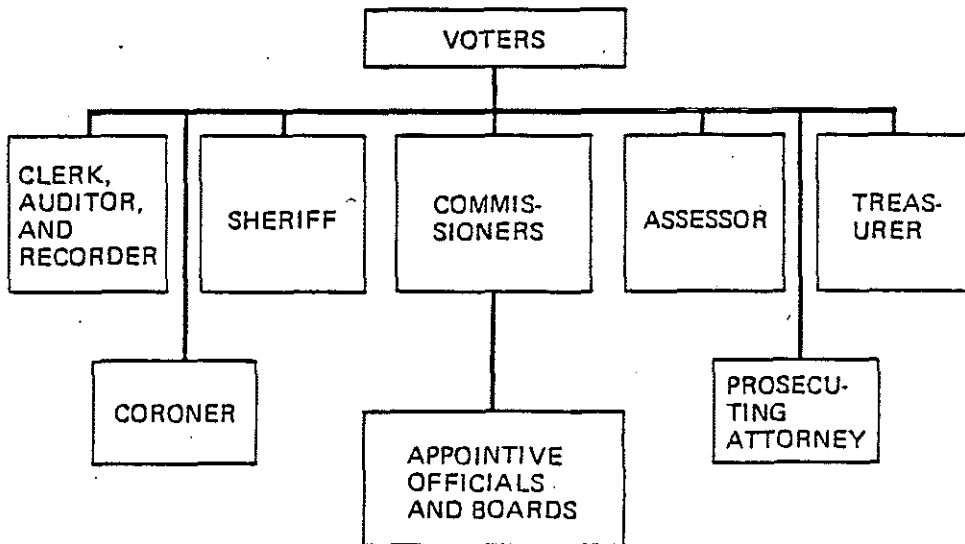 VOTERS
CLERK,
AUDITOR,
AND
RECORDER
SHERIFF
COMMIS-
SIONERS
ASSESSOR
TREAS-
URER
CORONER
PROSECU-
TING
ATTORNEY
APPOINTIVE
OFFICIALS
AND BOARDS